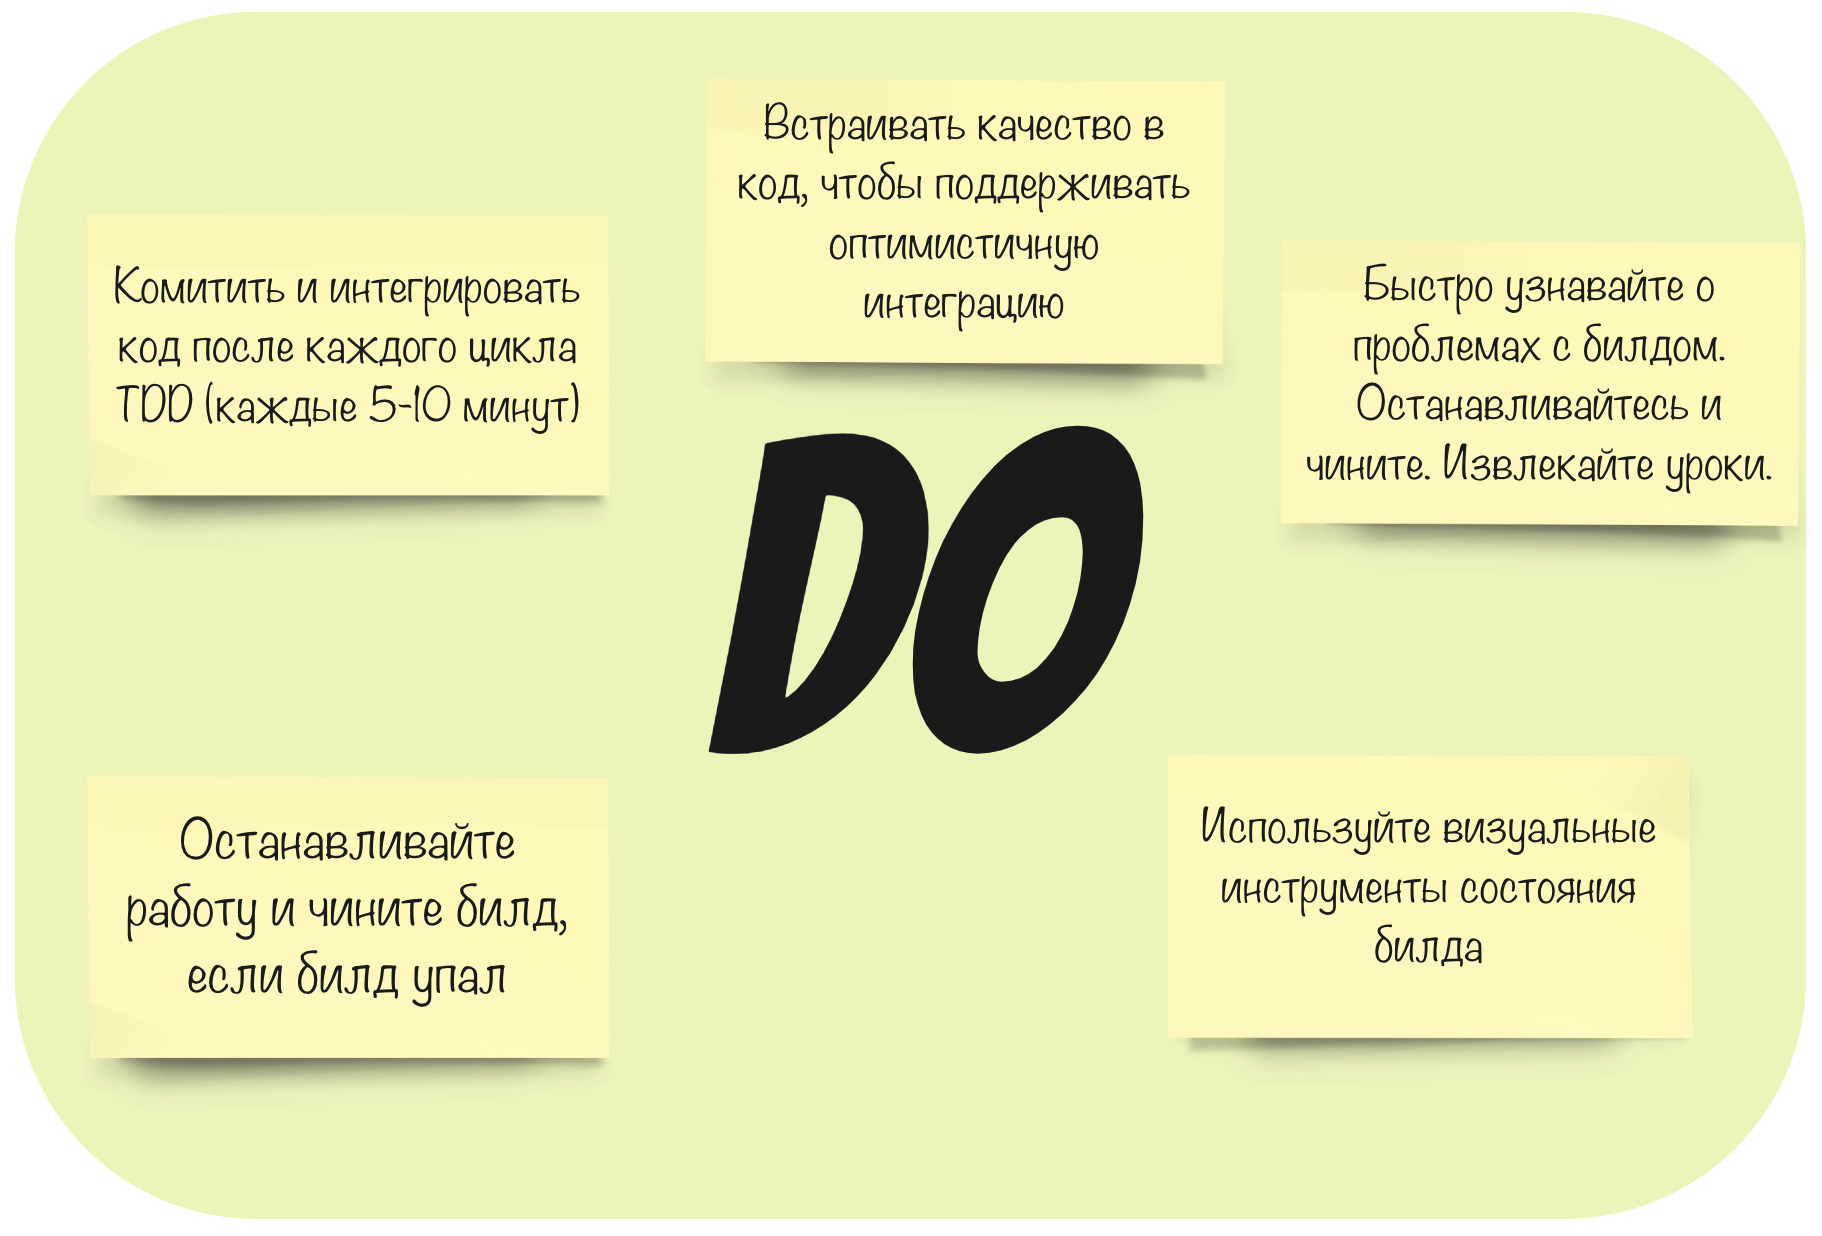 Встраивать качество в
код, чтобы поддерживать
оптимистичную
интеграцию
Комитить и интегрировать
код после каждого цикла
TDD (каждые 5-10 минут)
Быстро узнавайте о
проблемах с билдом.
Останавливайтесь и
чините. Извлекайте уроки.
DO
Останавливайте
работу и чините билд,
если билд упал
Используйте визуальные
инструменты состояния
билда